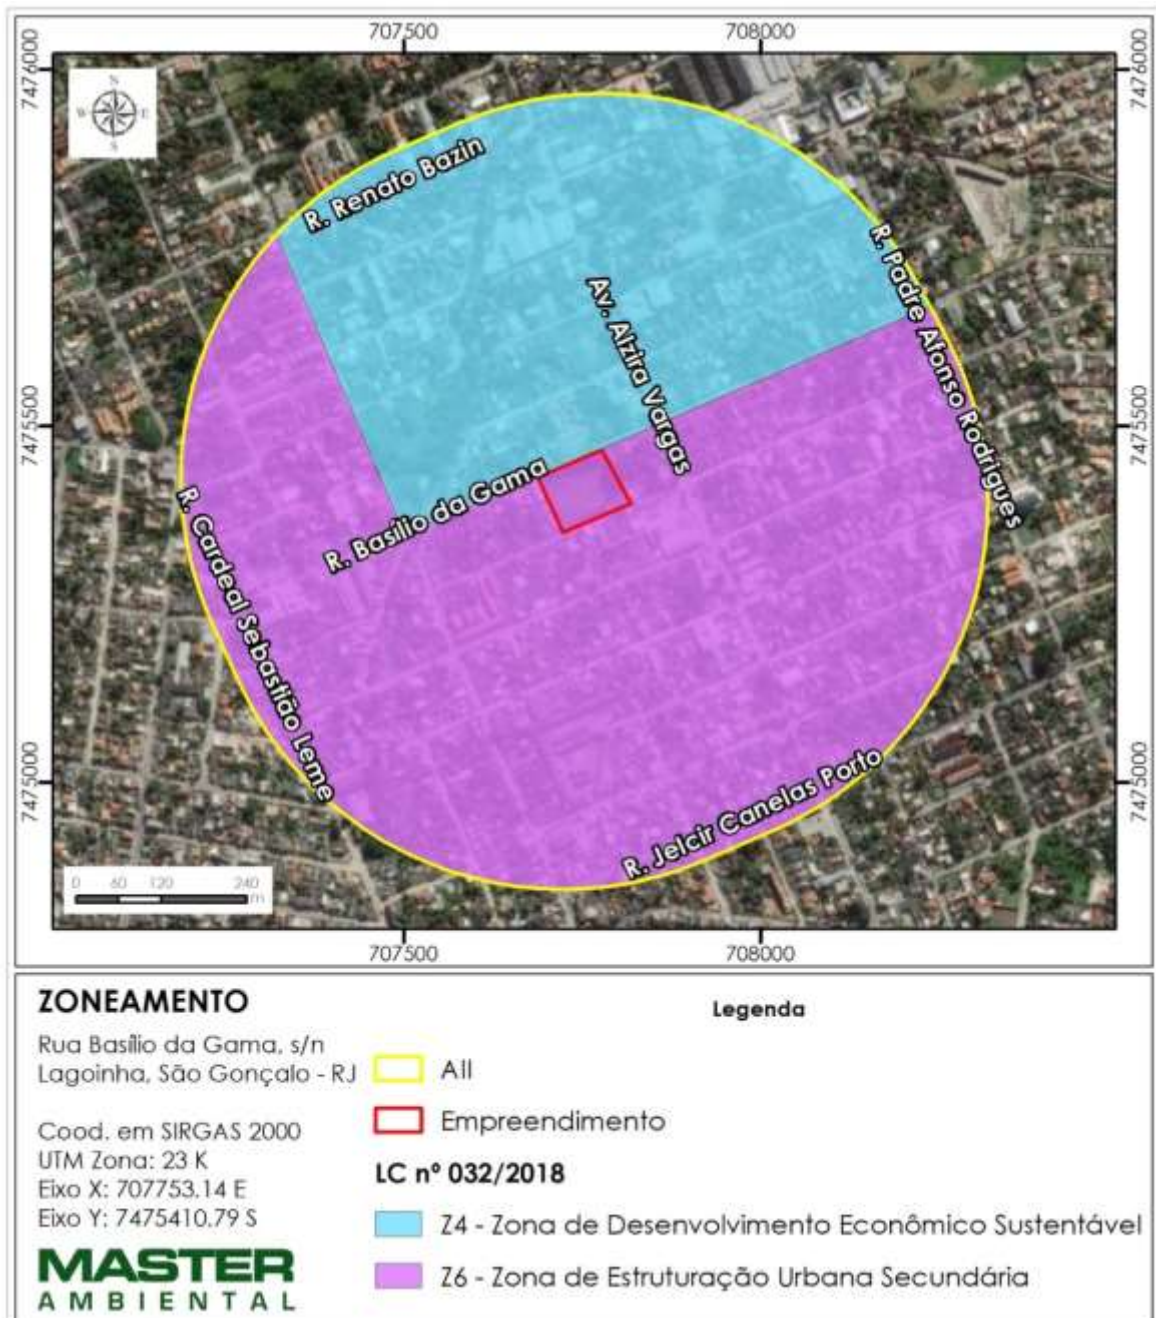 707500 708000
7476000 7476000
N
W E
S
R. Renato Bazin
R. Padre Afonso Rodrigues
Av. Alzira Vargas
7475500 7475500
R. Basílio da Gama
R. Cardeal Sebastião Leme
7475000 7475000
R. Jelcir Canelas Porto
0 60 120 240
m
707500 708000
ZONEAMENTO
Rua Basílio da Gama, s/n
Lagoinha, São Gonçalo - RJ
Cood. em SIRGAS 2000
UTM Zona: 23 K
Eixo X: 707753.14 E
Eixo Y: 7475410.79 S
MASTER
AMBIENTAL
Legenda
AII
Empreendimento
LC nº 032/2018
Z4 - Zona de Desenvolvimento Econômico Sustentável
Z6 - Zona de Estruturação Urbana Secundária